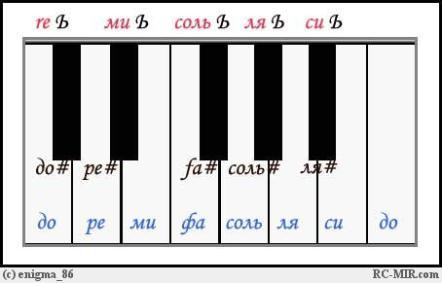 re Ъ ми Ъ соль Ъ ля Ъ си Ъ
до# ре# fa# соль# ля#
до ре ми фа соль ля си до
(c) enigma_86 RC-MIR.com